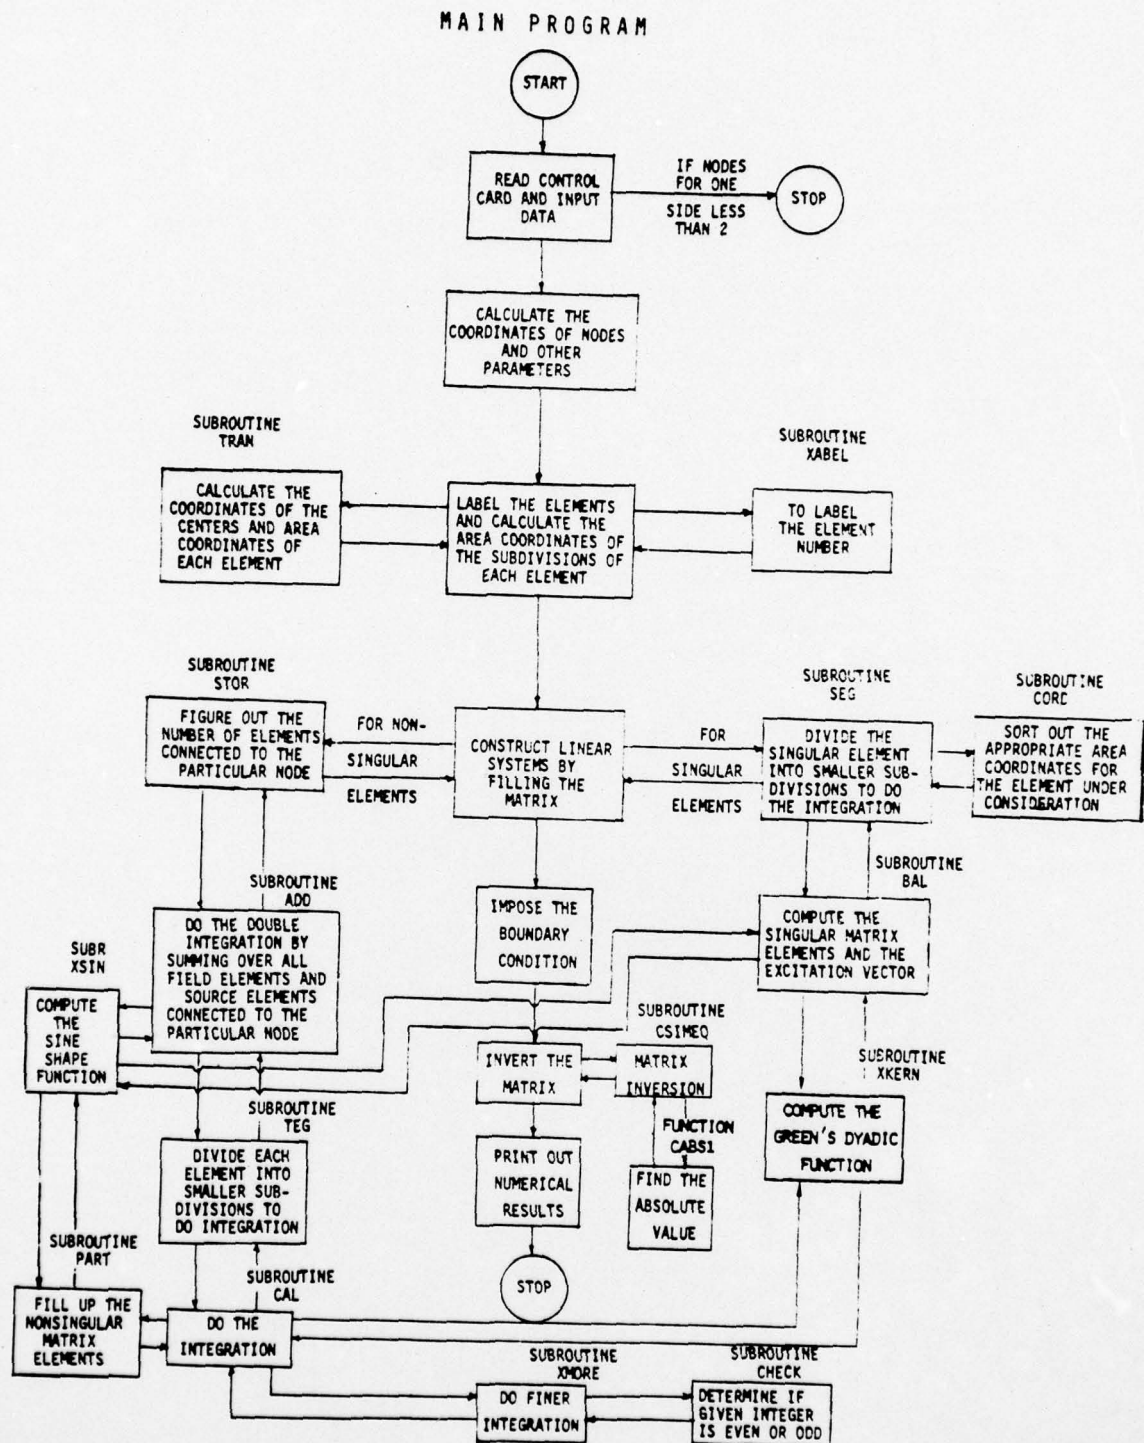 MAIN PROGRAM
START
READ CONTROL
CARD AND INPUT
DATA
IF NODES
FOR ONE
SIDE LESS
THAN 2
STOP
CALCULATE THE
COORDINATES OF NODES
AND OTHER
PARAMETERS
SUBROUTINE
TRAN
CALCULATE THE
COORDINATES OF THE
CENTERS AND AREA
COORDINATES OF
EACH ELEMENT
LABEL THE ELEMENTS
AND CALCULATE THE
AREA COORDINATES OF
THE SUBDIVISIONS OF
EACH ELEMENT
SUBROUTINE
XABEL
TO LABEL
THE ELEMENT
NUMBER
SUBROUTINE
STOR
FIGURE OUT THE
NUMBER OF ELEMENTS
CONNECTED TO THE
PARTICULAR NODE
FOR NON-
SINGULAR
ELEMENTS
CONSTRUCT LINEAR
SYSTEMS BY
FILLING THE
MATRIX
FOR
SINGULAR
ELEMENTS
SUBROUTINE
SEG
DIVIDE THE
SINGULAR ELEMENT
INTO SMALLER SUB-
DIVISIONS TO DO
THE INTEGRATION
SUBROUTINE
CORD
SORT OUT THE
APPROPRIATE AREA
COORDINATES FOR
THE ELEMENT UNDER
CONSIDERATION
SUBROUTINE
ADD
DO THE DOUBLE
INTEGRATION BY
SUMMING OVER ALL
FIELD ELEMENTS AND
SOURCE ELEMENTS
CONNECTED TO THE
PARTICULAR NODE
SUBR
XSIN
COMPUTE
THE
SINE
SHAPE
FUNCTION
IMPOSE THE
BOUNDARY
CONDITION
SUBROUTINE
BAL
COMPUTE THE
SINGULAR MATRIX
ELEMENTS AND THE
EXCITATION VECTOR
INVERT THE
MATRIX
SUBROUTINE
CSIMEQ
MATRIX
INVERSION
SUBROUTINE
XKERN
COMPUTE THE
GREEN'S DYADIC
FUNCTION
SUBROUTINE
TEG
DIVIDE EACH
ELEMENT INTO
SMALLER SUB-
DIVISIONS TO
DO INTEGRATION
PRINT OUT
NUMERICAL
RESULTS
FUNCTION
CABS1
FIND THE
ABSOLUTE
VALUE
STOP
SUBROUTINE
PART
FILL UP THE
NONSINGULAR
MATRIX
ELEMENTS
SUBROUTINE
CAL
DO THE
INTEGRATION
SUBROUTINE
XMORE
DO FINER
INTEGRATION
SUBROUTINE
CHECK
DETERMINE IF
GIVEN INTEGER
IS EVEN OR ODD